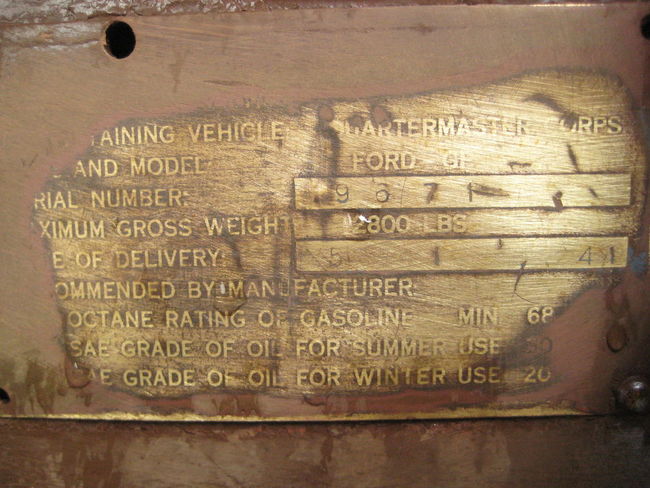 TAINING VEHICLE QUARTERMASTER CORPS
AND MODEL: FORD - GP
RIAL NUMBER: 9671
XIMUM GROSS WEIGHT 2800 LBS
E OF DELIVERY: 5 1 41
OMMENDED BY MANUFACTURER
OCTANE RATING OF GASOLINE MIN 68
SAE GRADE OF OIL FOR SUMMER USE 30
AE GRADE OF OIL FOR WINTER USE 20